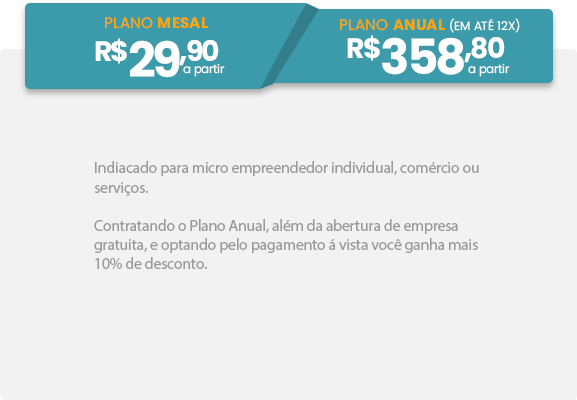 PLANO MESAL
R$29,90
a partir
PLANO ANUAL (EM ATÉ 12X)
R$358,80
a partir
Indiacado para micro empreendedor individual, comércio ou
serviços.
Contratando o Plano Anual, além da abertura de empresa
gratuita, e optando pelo pagamento á vista você ganha mais
10% de desconto.